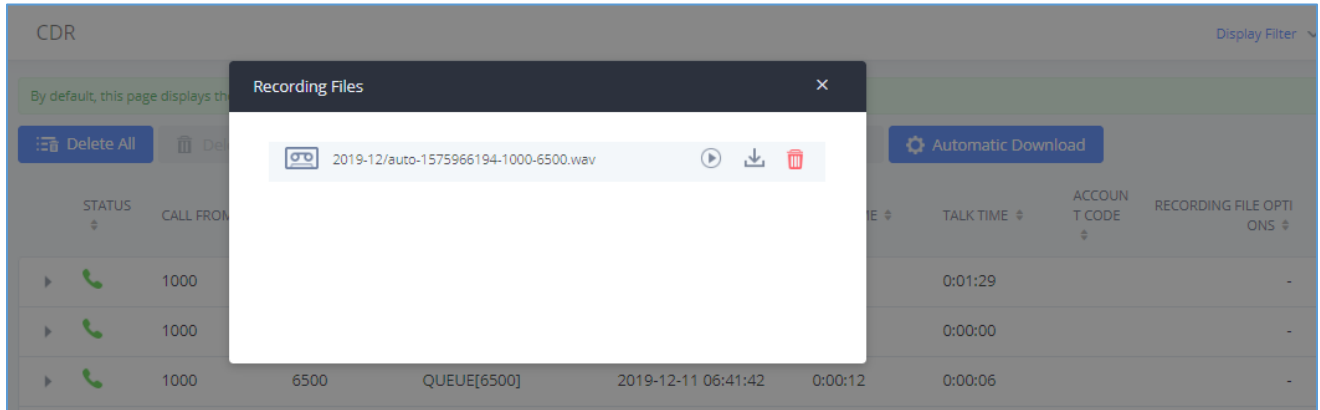 CDR
Display Filter
Recording Files
By default, this page displays th
Delete All
Del
2019-12/auto-1575966194-1000-6500.wav
Automatic Download
STATUS
CALL FROM
TALK TIME
ACCOUN
T CODE
RECORDING FILE OPTI
ONS
1000 0:01:29 -
1000 0:00:00 -
1000 6500 QUEUE[6500] 2019-12-11 06:41:42 0:00:12 0:00:06 -